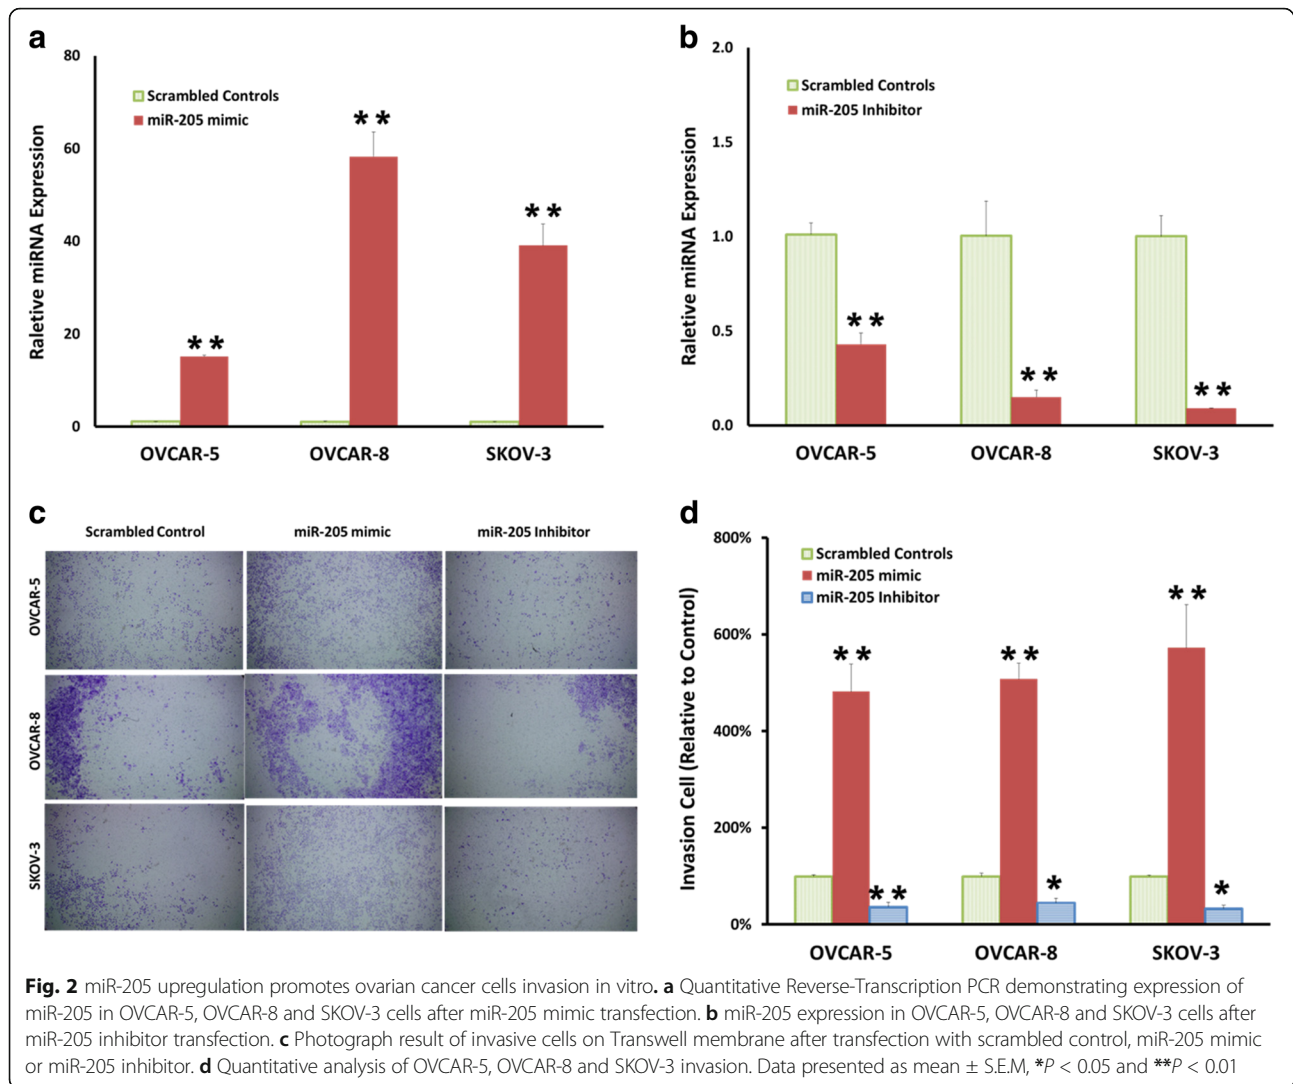 a
80
60
40
20
0
Raletive miRNA Expression
Scrambled Controls
miR-205 mimic
**
**
**
OVCAR-5 OVCAR-8 SKOV-3
b
2.0
1.5
1.0
0.5
0.0
Raletive miRNA Expression
Scrambled Controls
miR-205 Inhibitor
**
**
**
OVCAR-5 OVCAR-8 SKOV-3
c
Scrambled Control miR-205 mimic miR-205 Inhibitor
OVCAR-5
OVCAR-8
SKOV-3
d
800%
600%
400%
200%
0%
Invasion Cell (Relative to Control)
Scrambled Controls
miR-205 mimic
miR-205 Inhibitor
**
**
**
**
*
*
OVCAR-5 OVCAR-8 SKOV-3
Fig. 2 miR-205 upregulation promotes ovarian cancer cells invasion in vitro. a Quantitative Reverse-Transcription PCR demonstrating expression of
miR-205 in OVCAR-5, OVCAR-8 and SKOV-3 cells after miR-205 mimic transfection. b miR-205 expression in OVCAR-5, OVCAR-8 and SKOV-3 cells after
miR-205 inhibitor transfection. c Photograph result of invasive cells on Transwell membrane after transfection with scrambled control, miR-205 mimic
or miR-205 inhibitor. d Quantitative analysis of OVCAR-5, OVCAR-8 and SKOV-3 invasion. Data presented as mean ± S.E.M, *P < 0.05 and **P < 0.01